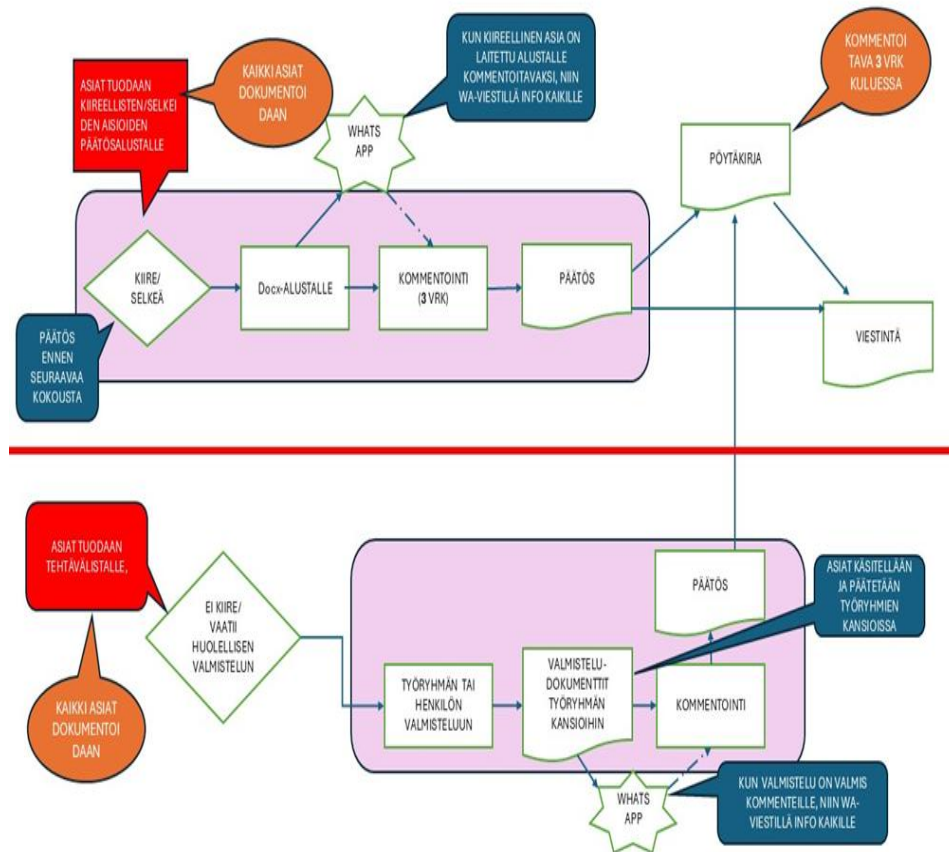 KUN KIIREELLINEN ASIA ON
LAITETTU ALUSTALLE
KOMMENTOITAVAKSI, NIIN
WA-VIESTILLÄ INFO KAIKILLE
KOMMENTOI
TAVA 3 VRK
KULUESSA
KAIKKI ASIAT
DOKUMENTOI
DAAN
ASIAT TUODAAN
KIIREELLISTEN/SELKEI
DEN AISIOIDEN
PÄÄTÖSALUSTALLE
WHATS
APP
PÖYTÄKIRJA
KIIRE/
SELKEÄ
Docx-ALUSTALLE
KOMMENTOINTI
(3 VRK)
PÄÄTÖS
VIESTINTÄ
PÄÄTÖS
ENNEN
SEURAAVAA
KOKOUSTA
ASIAT TUODAAN
TEHTÄVÄLISTALLE,
EI KIIRE/
VAATII
HUOLELLISEN
VALMISTELUN
KAIKKI ASIAT
DOKUMENTOI
DAAN
PÄÄTÖS
ASIAT KÄSITELLÄÄN
JA PÄÄTETÄÄN
TYÖRYHMIEN
KANSIOISSA
TYÖRYHMÄN TAI
HENKILÖN
VALMISTELUUN
VALMISTELU-
DOKUMENTTIT
TYÖRYHMÄN
KANSIOIHIN
KOMMENTOINTI
WHATS
APP
KUN VALMISTELU ON VALMIS
KOMMENTEILLE, NIIN WA-
VIESTILLÄ INFO KAIKILLE